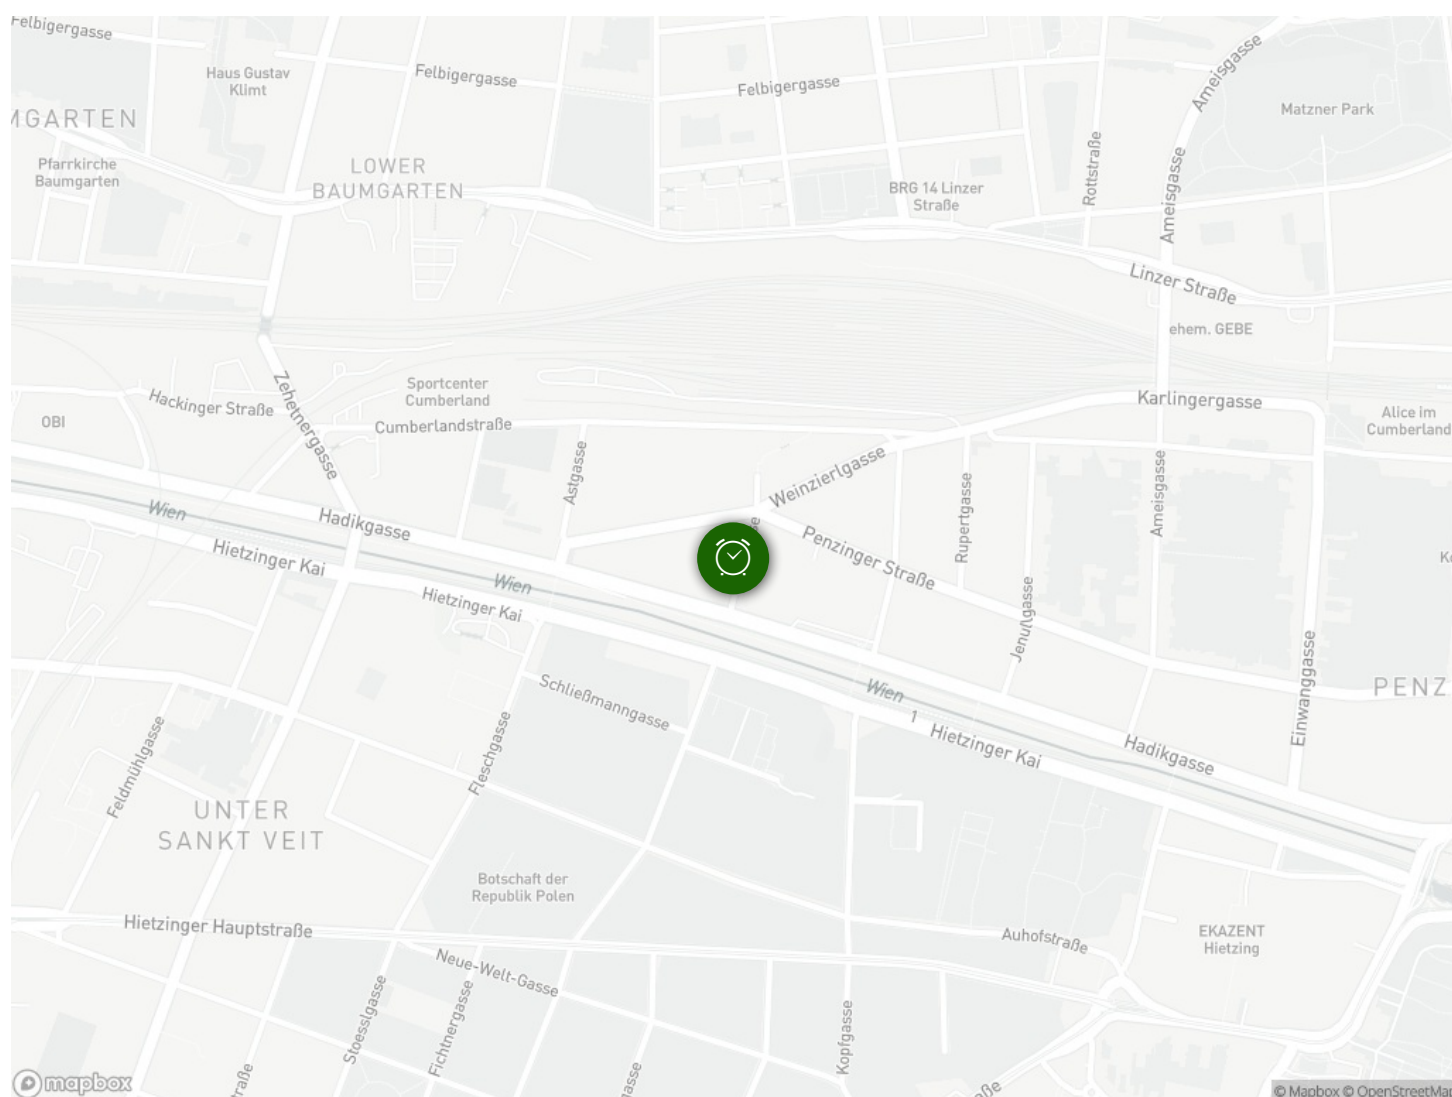 Felbigergasse
Haus Gustav
Klimt
Felbigergasse
Felbigergasse
Ameisgasse
Matzner Park
MGARTEN
Pfarrkirche
Baumgarten
LOWER
BAUMGARTEN
Rottstraße
BRG 14 Linzer
Straße
Ameisgasse
Linzer Straße
ehem. GEBE
Zehetnergasse
Sportcenter
Cumberland
Hackinger Straße
Karlingergasse
OBI
Cumberlandstraße
Alice im
Cumberland
Astgasse
Weinzierlgasse
Rupertgasse
Ameisgasse
Wien
Hadikgasse
Hietzinger Kai
Penzinger Straße
Wien
Hietzinger Kai
Jenullgasse
Einwanggasse
PENZ
Schließmanngasse
Wien
1
Hietzinger Kai
Hadikgasse
Fleschgasse
Feldmühlgasse
UNTER
SANKT VEIT
Botschaft der
Republik Polen
Hietzinger Hauptstraße
Auhofstraße
EKAZENT
Hietzing
Neue-Welt-Gasse
Stoesslgasse
Fichtnergasse
Kopfgasse
raße
asse
ße
mapbox
© Mapbox © OpenStreetMap